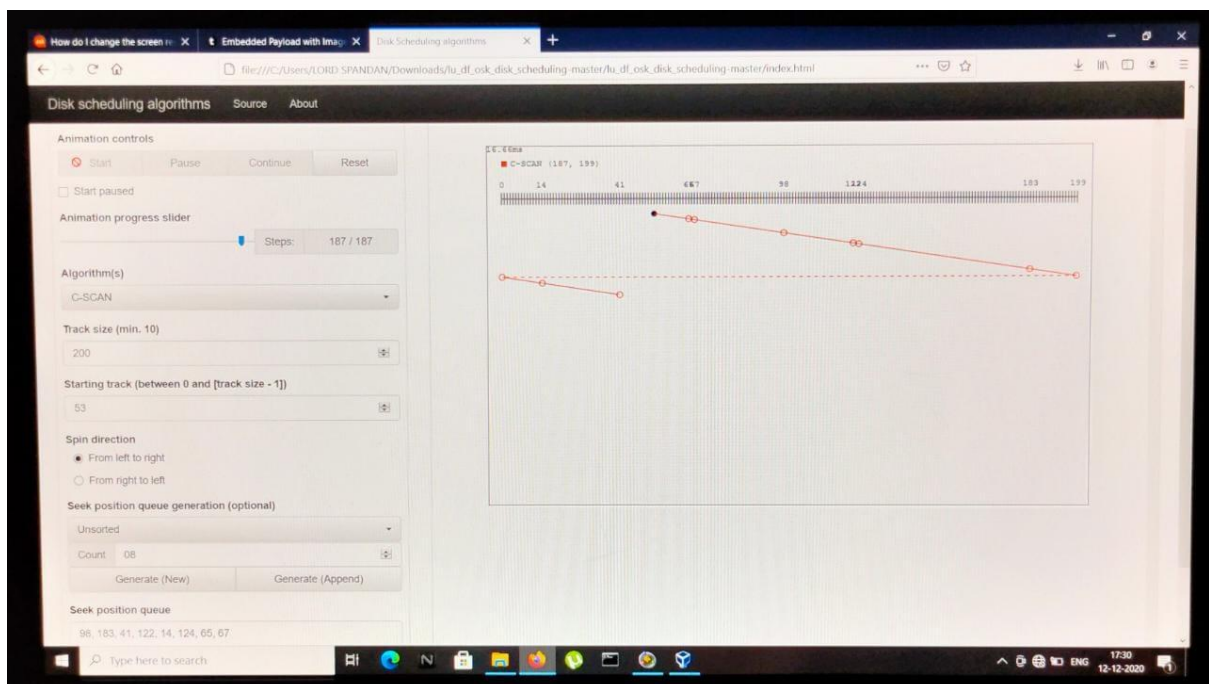 How do I change the screen re X
t Embedded Payload with Imag X
Disk Scheduling algorithms X +
file:///C:/Users/LORD SPANDAN/Downloads/lu_df_osk_disk_scheduling-master/lu_df_osk_disk_scheduling-master/index.html
Disk scheduling algorithms Source About
Animation controls
Start Pause Continue Reset
Start paused
Animation progress slider
Steps: 187 / 187
Algorithm(s)
C-SCAN
Track size (min. 10)
200
Starting track (between 0 and [track size - 1])
53
Spin direction
From left to right
From right to left
Seek position queue generation (optional)
Unsorted
Count 08
Generate (New) Generate (Append)
Seek position queue
98, 183, 41, 122, 14, 124, 65, 67
16.66ms
C-SCAN (187, 199)
0 14 41 667 98 1224 183 199
Type here to search
ENG
17:30
12-12-2020